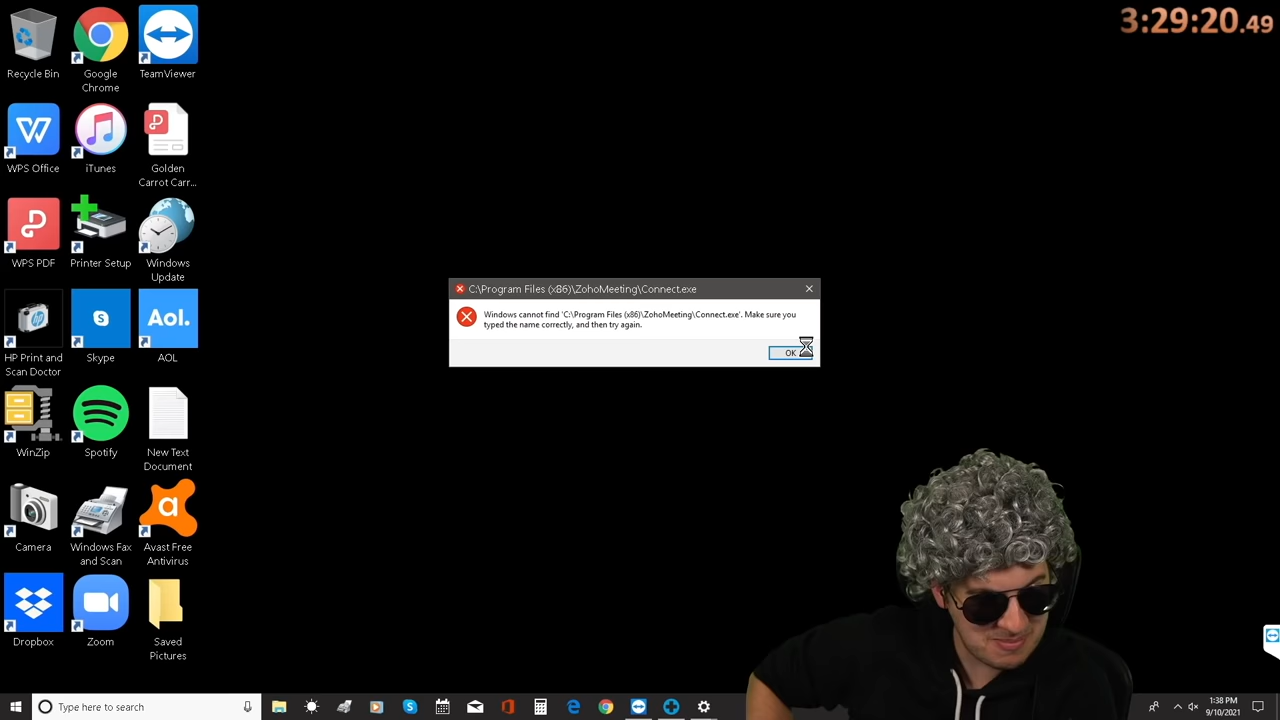 3:29:20.49
Recycle Bin
Google
Chrome
TeamViewer
WPS Office
iTunes
Golden
Carrot Carr...
WPS PDF
Printer Setup
Windows
Update
HP Print and
Scan Doctor
Skype
Aol.
AOL
WinZip
Spotify
New Text
Document
Camera
Windows Fax
and Scan
Avast Free
Antivirus
Dropbox
Zoom
Saved
Pictures
C:\Program Files (x86)\ZohoMeeting\Connect.exe
Windows cannot find 'C:\Program Files (x86)\ZohoMeeting\Connect.exe'. Make sure you
typed the name correctly, and then try again.
OK
Type here to search
1:38 PM
9/10/2021